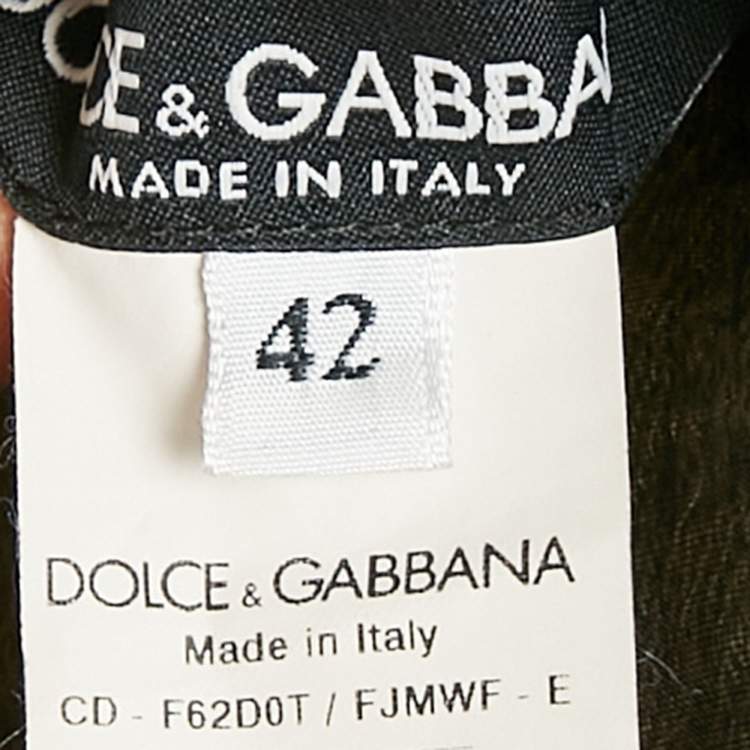 CE & GABBA
MADE IN ITALY
42
DOLCE & GABBANA
Made in Italy
CD - F62D0T / FJMWF - E